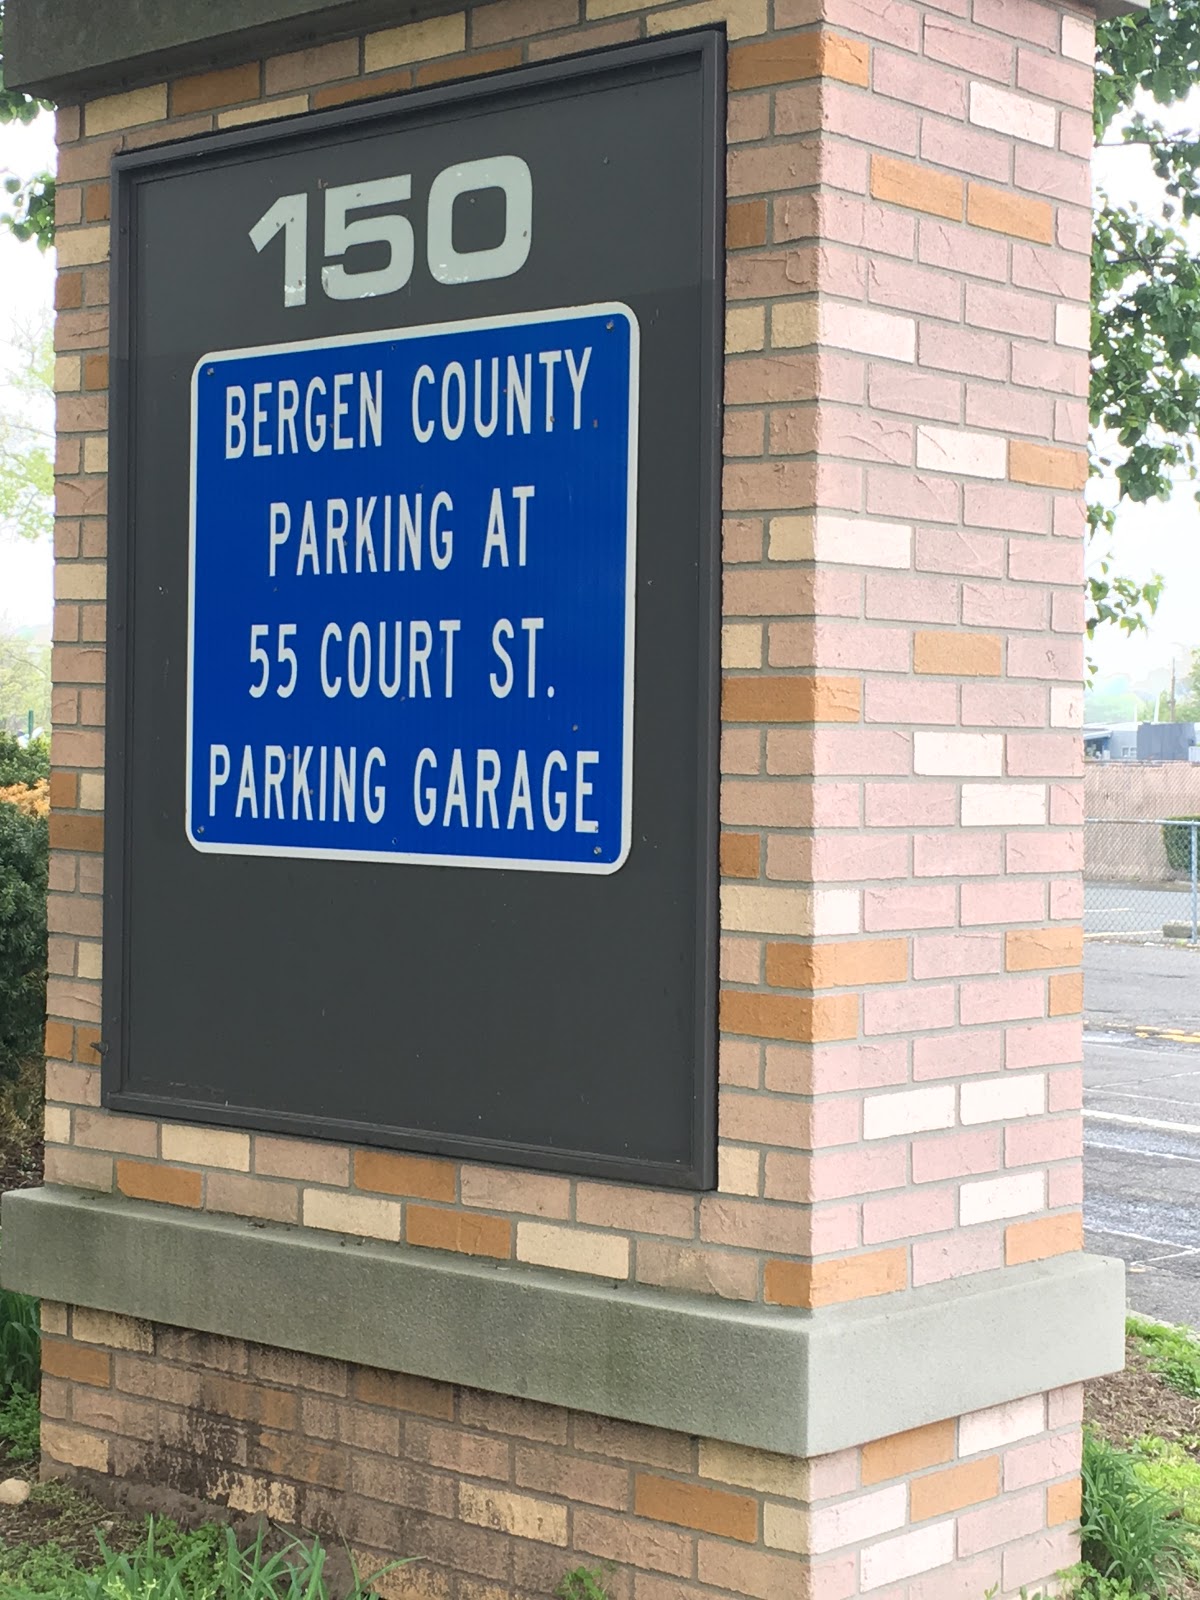 150
BERGEN COUNTY
PARKING AT
55 COURT ST.
PARKING GARAGE